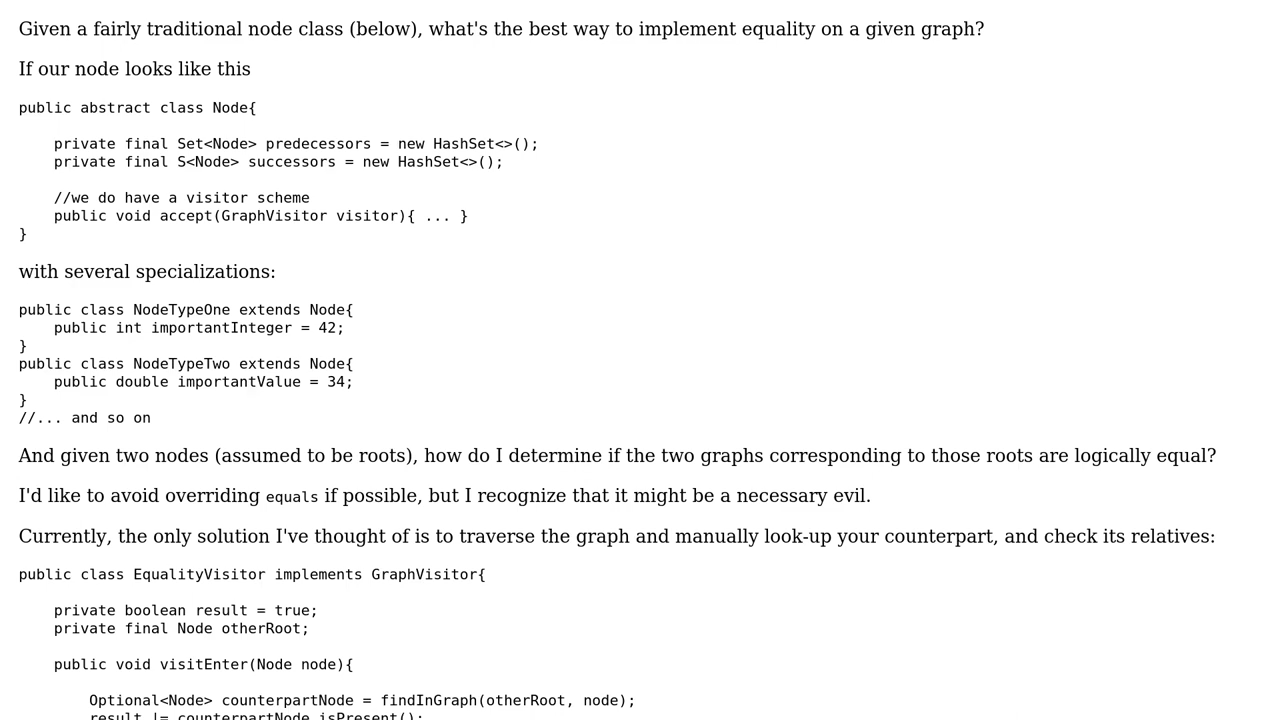 Given a fairly traditional node class (below), what's the best way to implement equality on a given graph?
If our node looks like this
public abstract class Node{
    private final Set<Node> predecessors = new HashSet<>();
    private final S<Node> successors = new HashSet<>();
    //we do have a visitor scheme
    public void accept(GraphVisitor visitor){ ... }
}
with several specializations:
public class NodeTypeOne extends Node{
    public int importantInteger = 42;
}
public class NodeTypeTwo extends Node{
    public double importantValue = 34;
}
//... and so on
And given two nodes (assumed to be roots), how do I determine if the two graphs corresponding to those roots are logically equal?
I'd like to avoid overriding equals if possible, but I recognize that it might be a necessary evil.
Currently, the only solution I've thought of is to traverse the graph and manually look-up your counterpart, and check its relatives:
public class EqualityVisitor implements GraphVisitor{
    private boolean result = true;
    private final Node otherRoot;
    public void visitEnter(Node node){
        Optional<Node> counterpartNode = findInGraph(otherRoot, node);
        result != counterpartNode.isPresent();